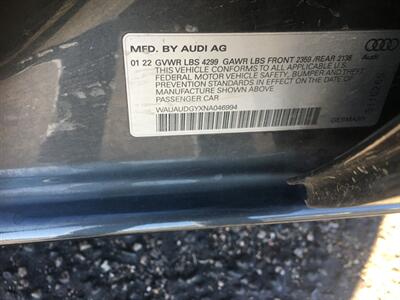 MFD. BY AUDI AG
01 22 GVWR LBS 4299 GAWR LBS FRONT 2359 /REAR 2138
THIS VEHICLE CONFORMS TO ALL APPLICABLE U.S.
FEDERAL MOTOR VEHICLE SAFETY, BUMPER AND THEFT
PREVENTION STANDARDS IN EFFECT ON THE DATE OF
MANUFACTURE SHOWN ABOVE
PASSENGER CAR
Audi
WAUAUDGYXNA046994
GERMANY